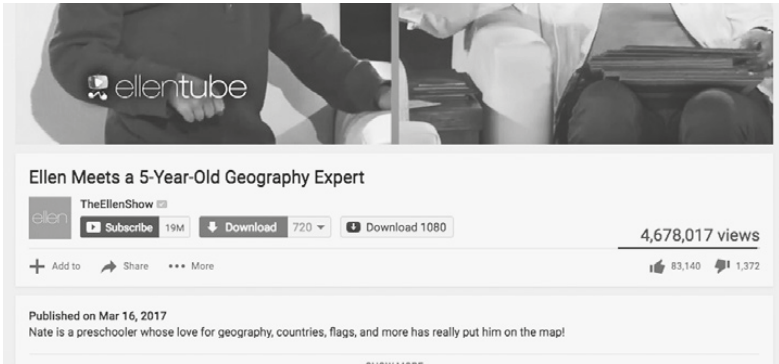 ellentube
Ellen Meets a 5-Year-Old Geography Expert
ellen
TheEllenShow
Subscribe 19M Download 720 Download 1080
4,678,017 views
Add to Share More 83,140 1,372
Published on Mar 16, 2017
Nate is a preschooler whose love for geography, countries, flags, and more has really put him on the map!